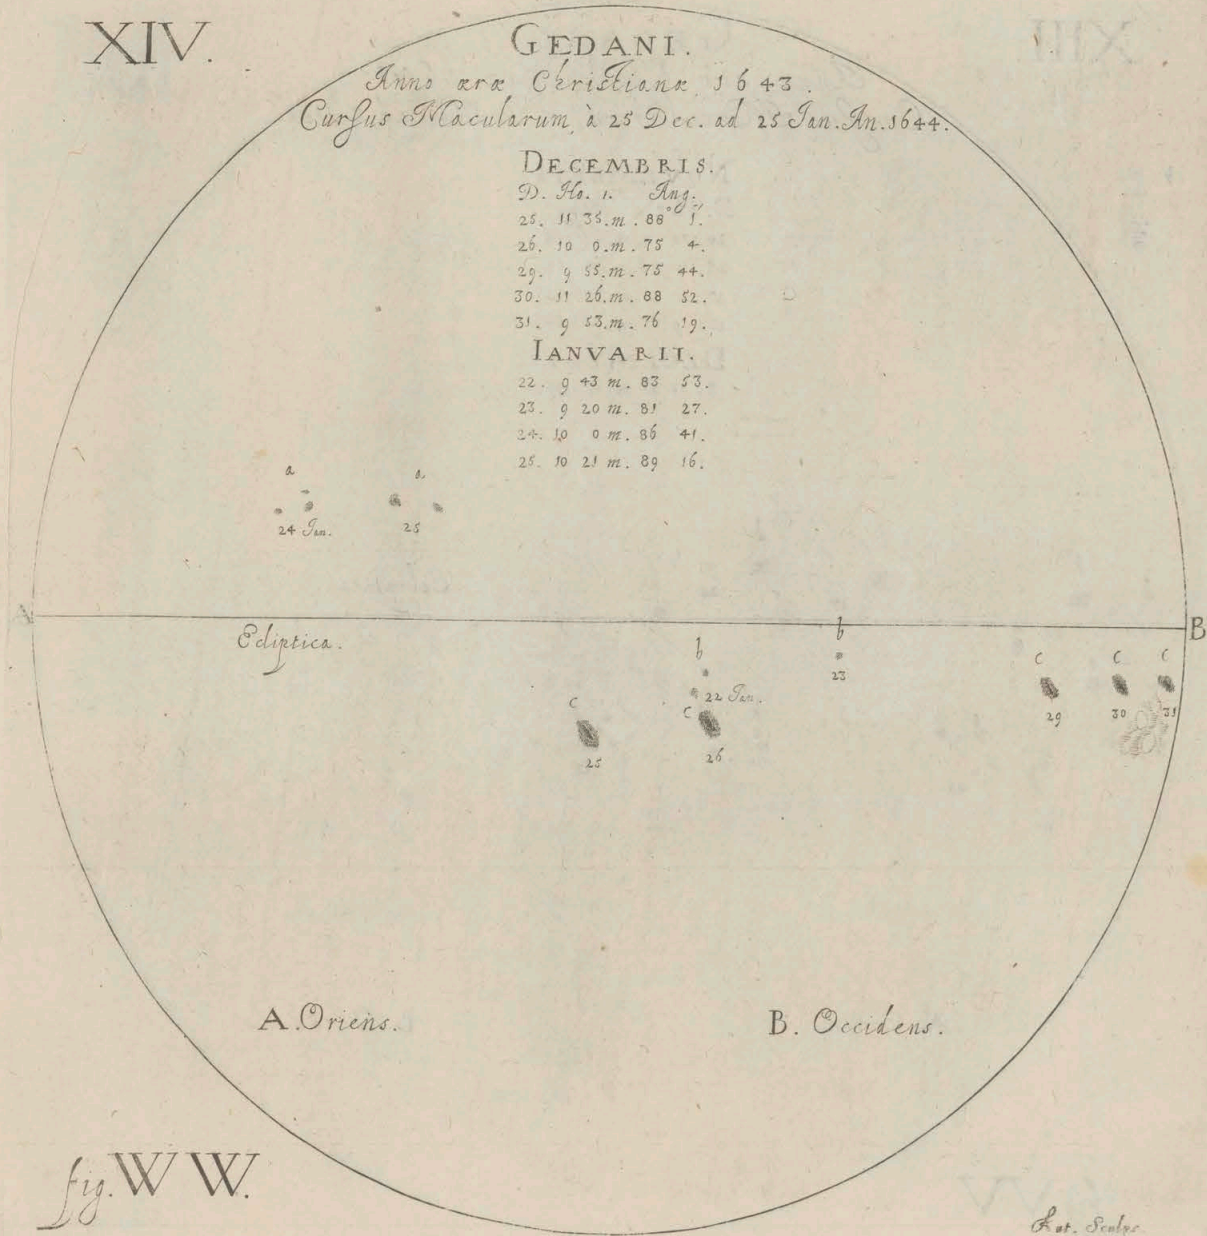 XIV.
GEDANI.
Anno æræ Christianæ 1643.
Cursus Macularum à 25 Dec. ad 25 Jan. An. 1644.
DECEMBRIS.
D. Ho. 1. Ang.
25. 11 35. m. 88° 1.
26. 10 0. m. 75 4.
29. 9 55. m. 75 44.
30. 11 26. m. 88 52.
31. 9 53. m. 76 19.
IANVARII.
22. 9 43 m. 83 53.
23. 9 20 m. 81 27.
24. 10 0 m. 86 41.
25. 10 21 m. 89 16.
a a
24 Jan. 25
A B
Ecliptica.
b b
23
22 Jan.
C C C
29 30 31
C C
25 26
A. Oriens. B. Occidens.
fig. WW.
Sculps.